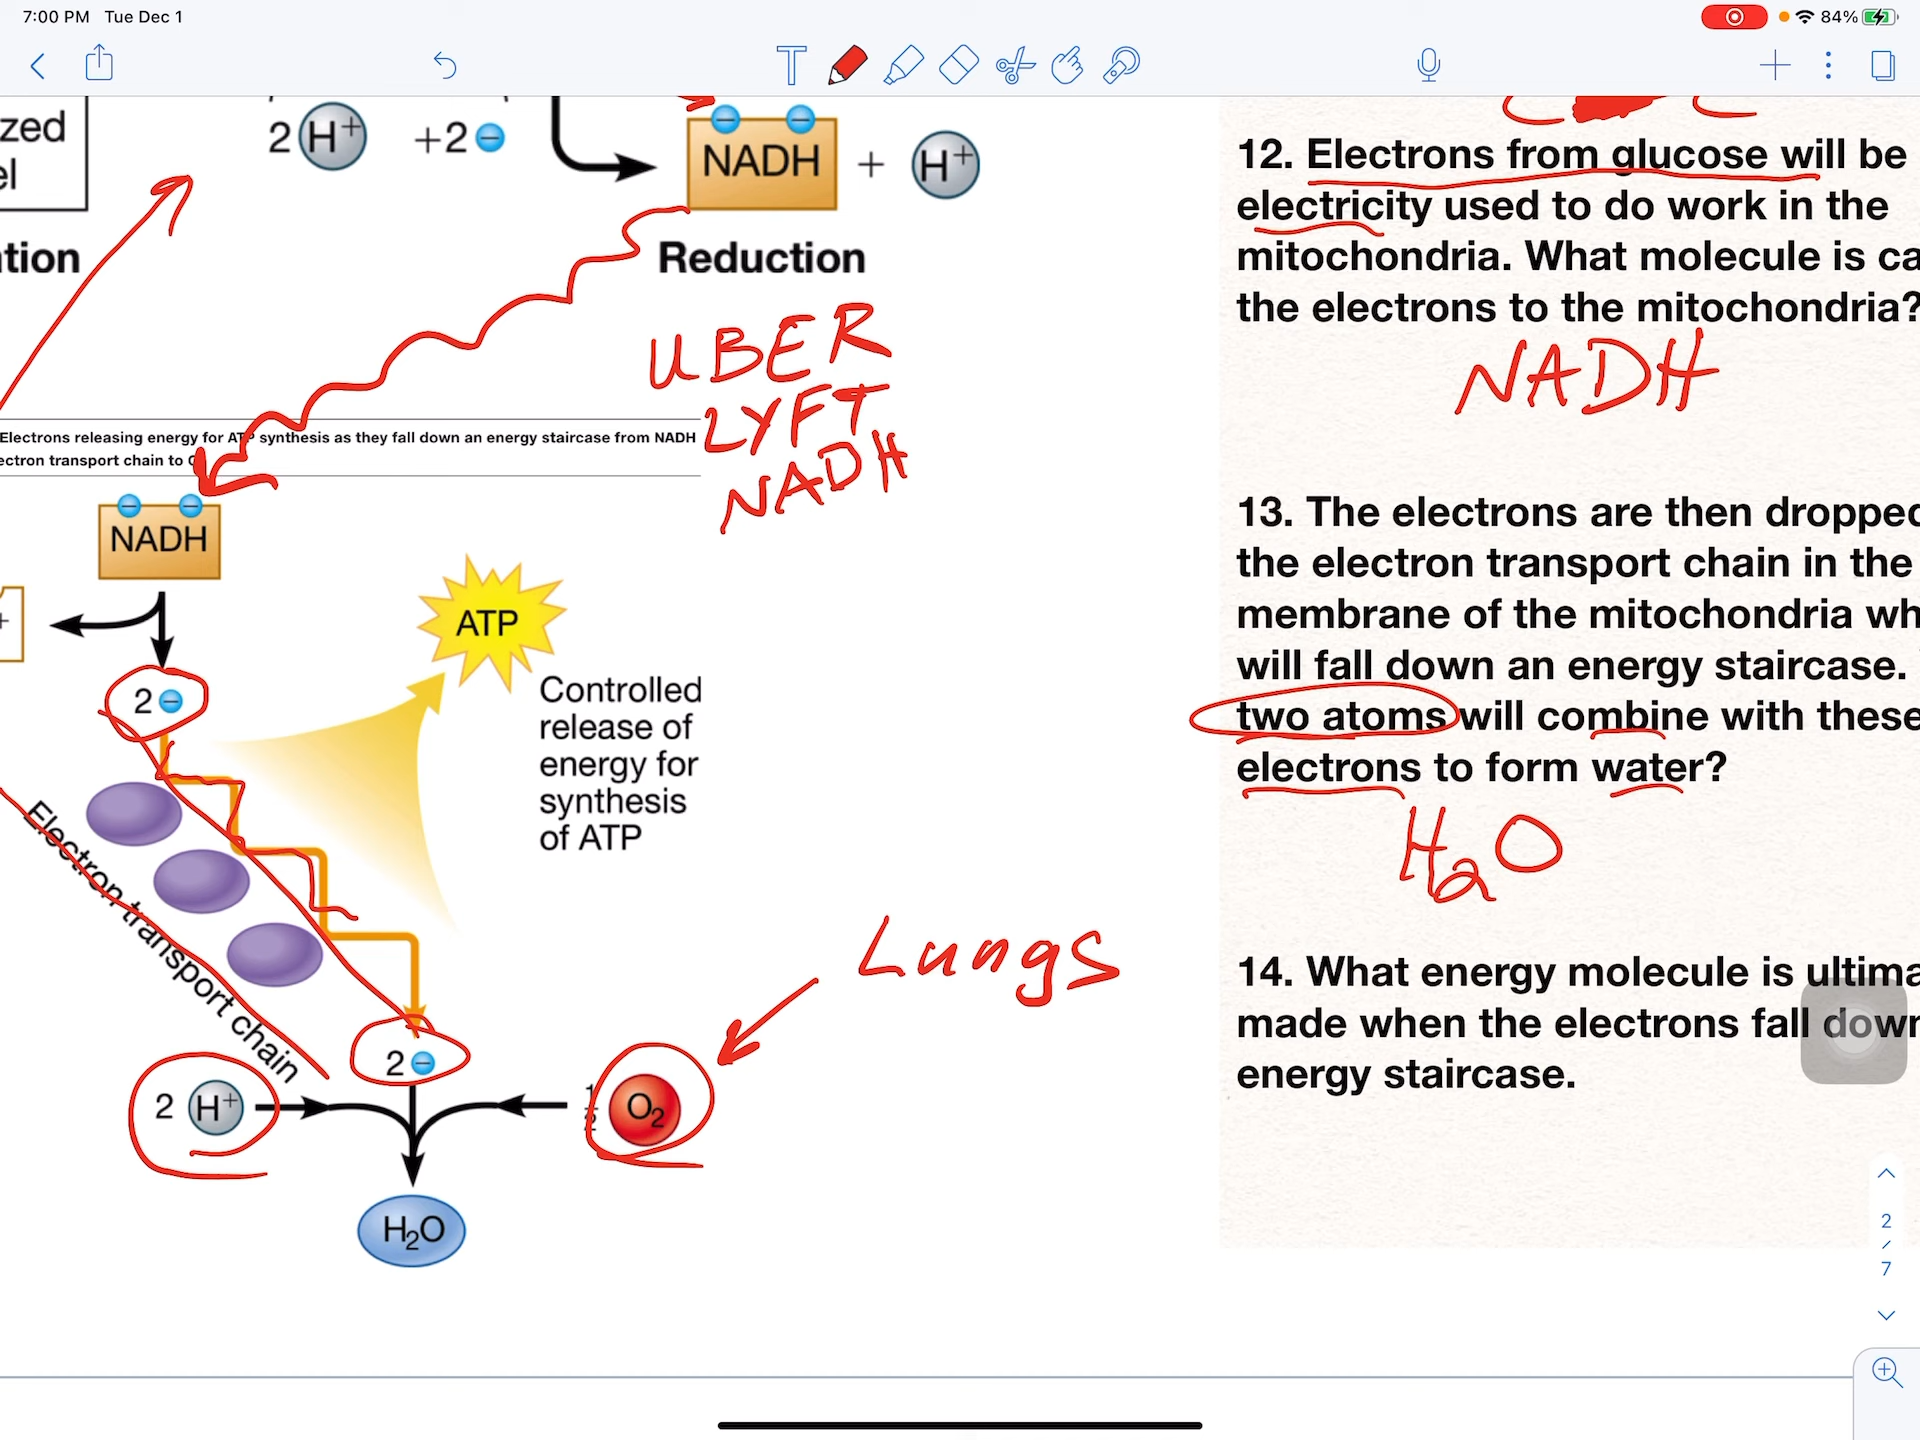 7:00 PM Tue Dec 1
84%
zed
el
2 H+ +2
NADH + H+
tion
Reduction
UBER
LYFT
NADH
Electrons releasing energy for ATP synthesis as they fall down an energy staircase from NADH
ectron transport chain to O
NADH
+
2
ATP
Controlled
release of
energy for
synthesis
of ATP
Electron transport chain
Lungs
2
2 H+
1/2 O2
H2O
12. Electrons from glucose will be
electricity used to do work in the
mitochondria. What molecule is ca
the electrons to the mitochondria?
NADH
13. The electrons are then dropped
the electron transport chain in the
membrane of the mitochondria wh
will fall down an energy staircase.
two atoms will combine with these
electrons to form water?
H2O
14. What energy molecule is ultima
made when the electrons fall down
energy staircase.
2
/
7